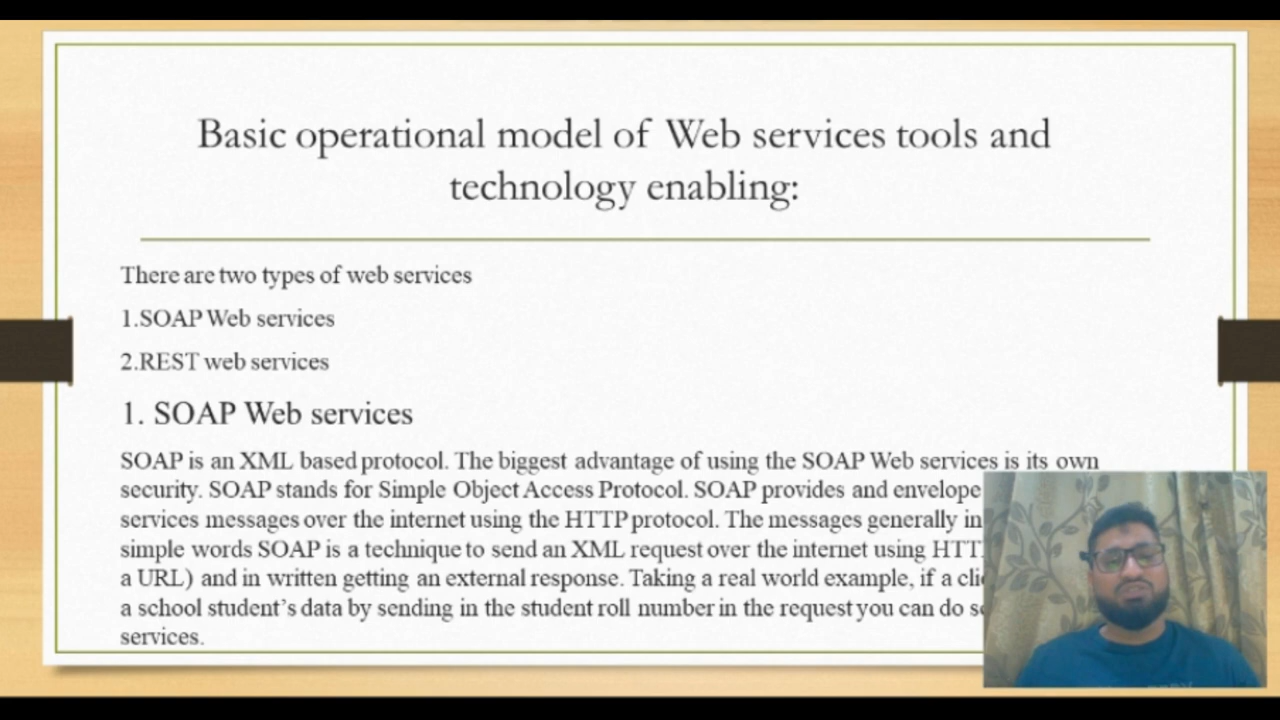 Basic operational model of Web services tools and
technology enabling:
There are two types of web services
1.SOAP Web services
2.REST web services
1. SOAP Web services
SOAP is an XML based protocol. The biggest advantage of using the SOAP Web services is its own
security. SOAP stands for Simple Object Access Protocol. SOAP provides and envelope
services messages over the internet using the HTTP protocol. The messages generally in
simple words SOAP is a technique to send an XML request over the internet using
a URL) and in written getting an external response. Taking a real world example, if a
a school student's data by sending in the student roll number in the request you can do
services.